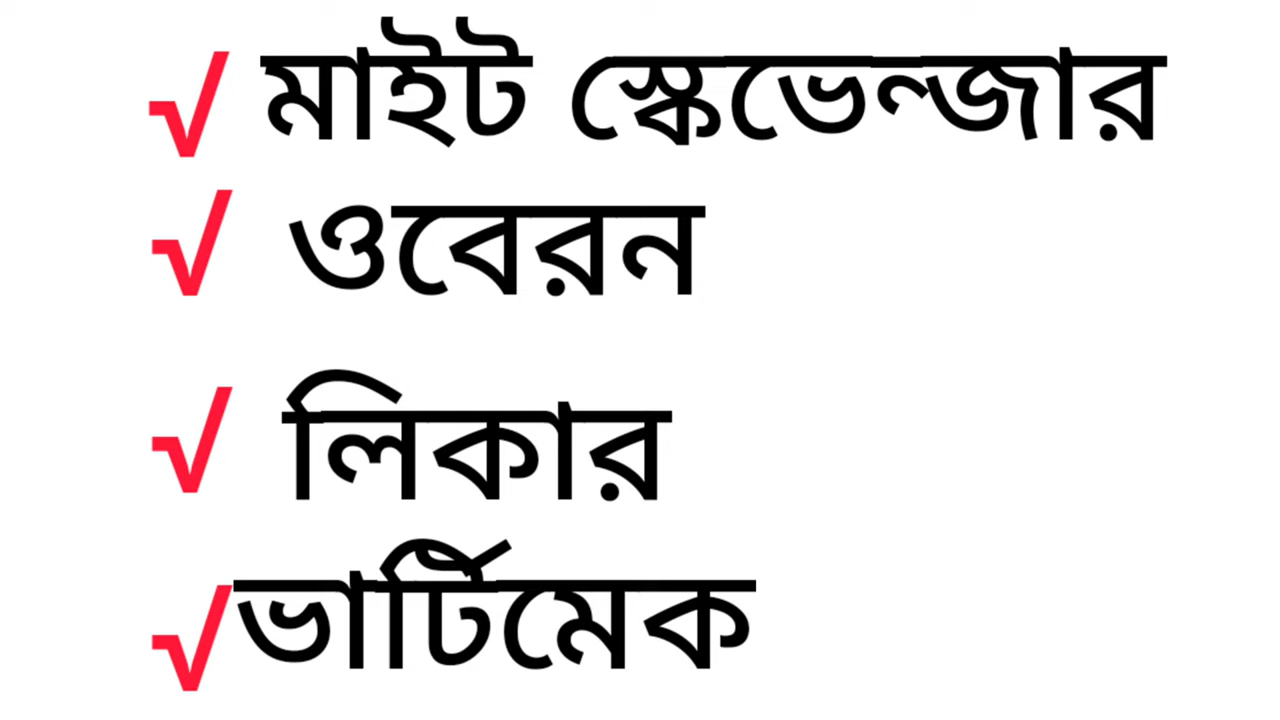 √ মাইট স্কেভেন্জার
√ ওবেরন
√ লিকার
√ ভার্টিমেক